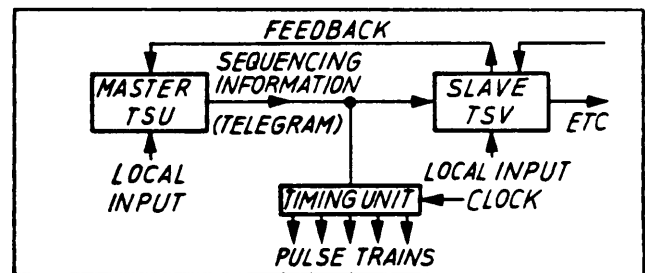 FEEDBACK
SEQUENCING
INFORMATION
(TELEGRAM)
MASTER
TSU
SLAVE
TSV
ETC
LOCAL
INPUT
LOCAL INPUT
TIMING UNIT
CLOCK
PULSE TRAINS